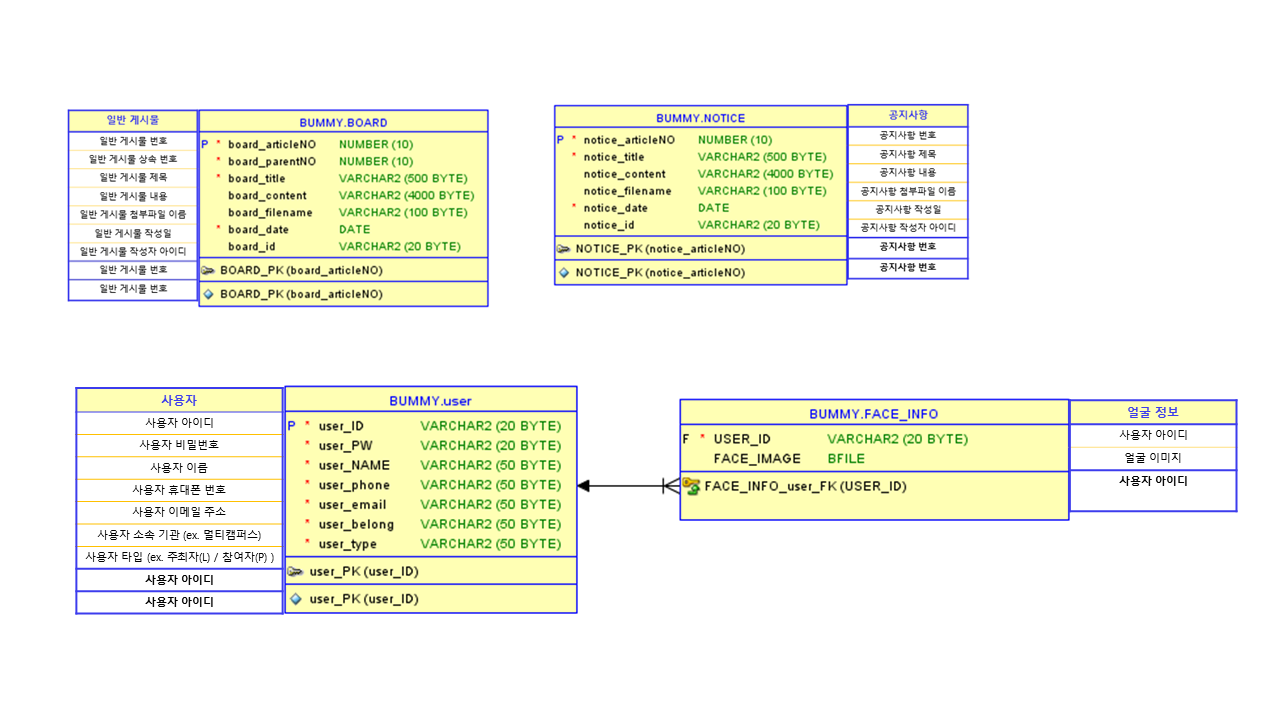 일반 게시물
일반 게시물 번호
일반 게시물 상속 번호
일반 게시물 제목
일반 게시물 내용
일반 게시물 첨부파일 이름
일반 게시물 작성일
일반 게시물 작성자 아이디
일반 게시물 번호
일반 게시물 번호
BUMMY.BOARD
P * board_articleNO NUMBER (10)
* board_parentNO NUMBER (10)
* board_title VARCHAR2 (500 BYTE)
board_content VARCHAR2 (4000 BYTE)
board_filename VARCHAR2 (100 BYTE)
* board_date DATE
board_id VARCHAR2 (20 BYTE)
BOARD_PK (board_articleNO)
BOARD_PK (board_articleNO)
BUMMY.NOTICE
P * notice_articleNO NUMBER (10)
* notice_title VARCHAR2 (500 BYTE)
notice_content VARCHAR2 (4000 BYTE)
notice_filename VARCHAR2 (100 BYTE)
* notice_date DATE
notice_id VARCHAR2 (20 BYTE)
NOTICE_PK (notice_articleNO)
NOTICE_PK (notice_articleNO)
공지사항
공지사항 번호
공지사항 제목
공지사항 내용
공지사항 첨부파일 이름
공지사항 작성일
공지사항 작성자 아이디
공지사항 번호
공지사항 번호
사용자
사용자 아이디
사용자 비밀번호
사용자 이름
사용자 휴대폰 번호
사용자 이메일 주소
사용자 소속 기관 (ex. 멀티캠퍼스)
사용자 타입 (ex. 주최자(L) / 참여자(P) )
사용자 아이디
사용자 아이디
BUMMY.user
P * user_ID VARCHAR2 (20 BYTE)
* user_PW VARCHAR2 (20 BYTE)
* user_NAME VARCHAR2 (50 BYTE)
* user_phone VARCHAR2 (50 BYTE)
* user_email VARCHAR2 (50 BYTE)
* user_belong VARCHAR2 (50 BYTE)
* user_type VARCHAR2 (50 BYTE)
user_PK (user_ID)
user_PK (user_ID)
BUMMY.FACE_INFO
F * USER_ID VARCHAR2 (20 BYTE)
FACE_IMAGE BFILE
FACE_INFO_user_FK (USER_ID)
얼굴 정보
사용자 아이디
얼굴 이미지
사용자 아이디